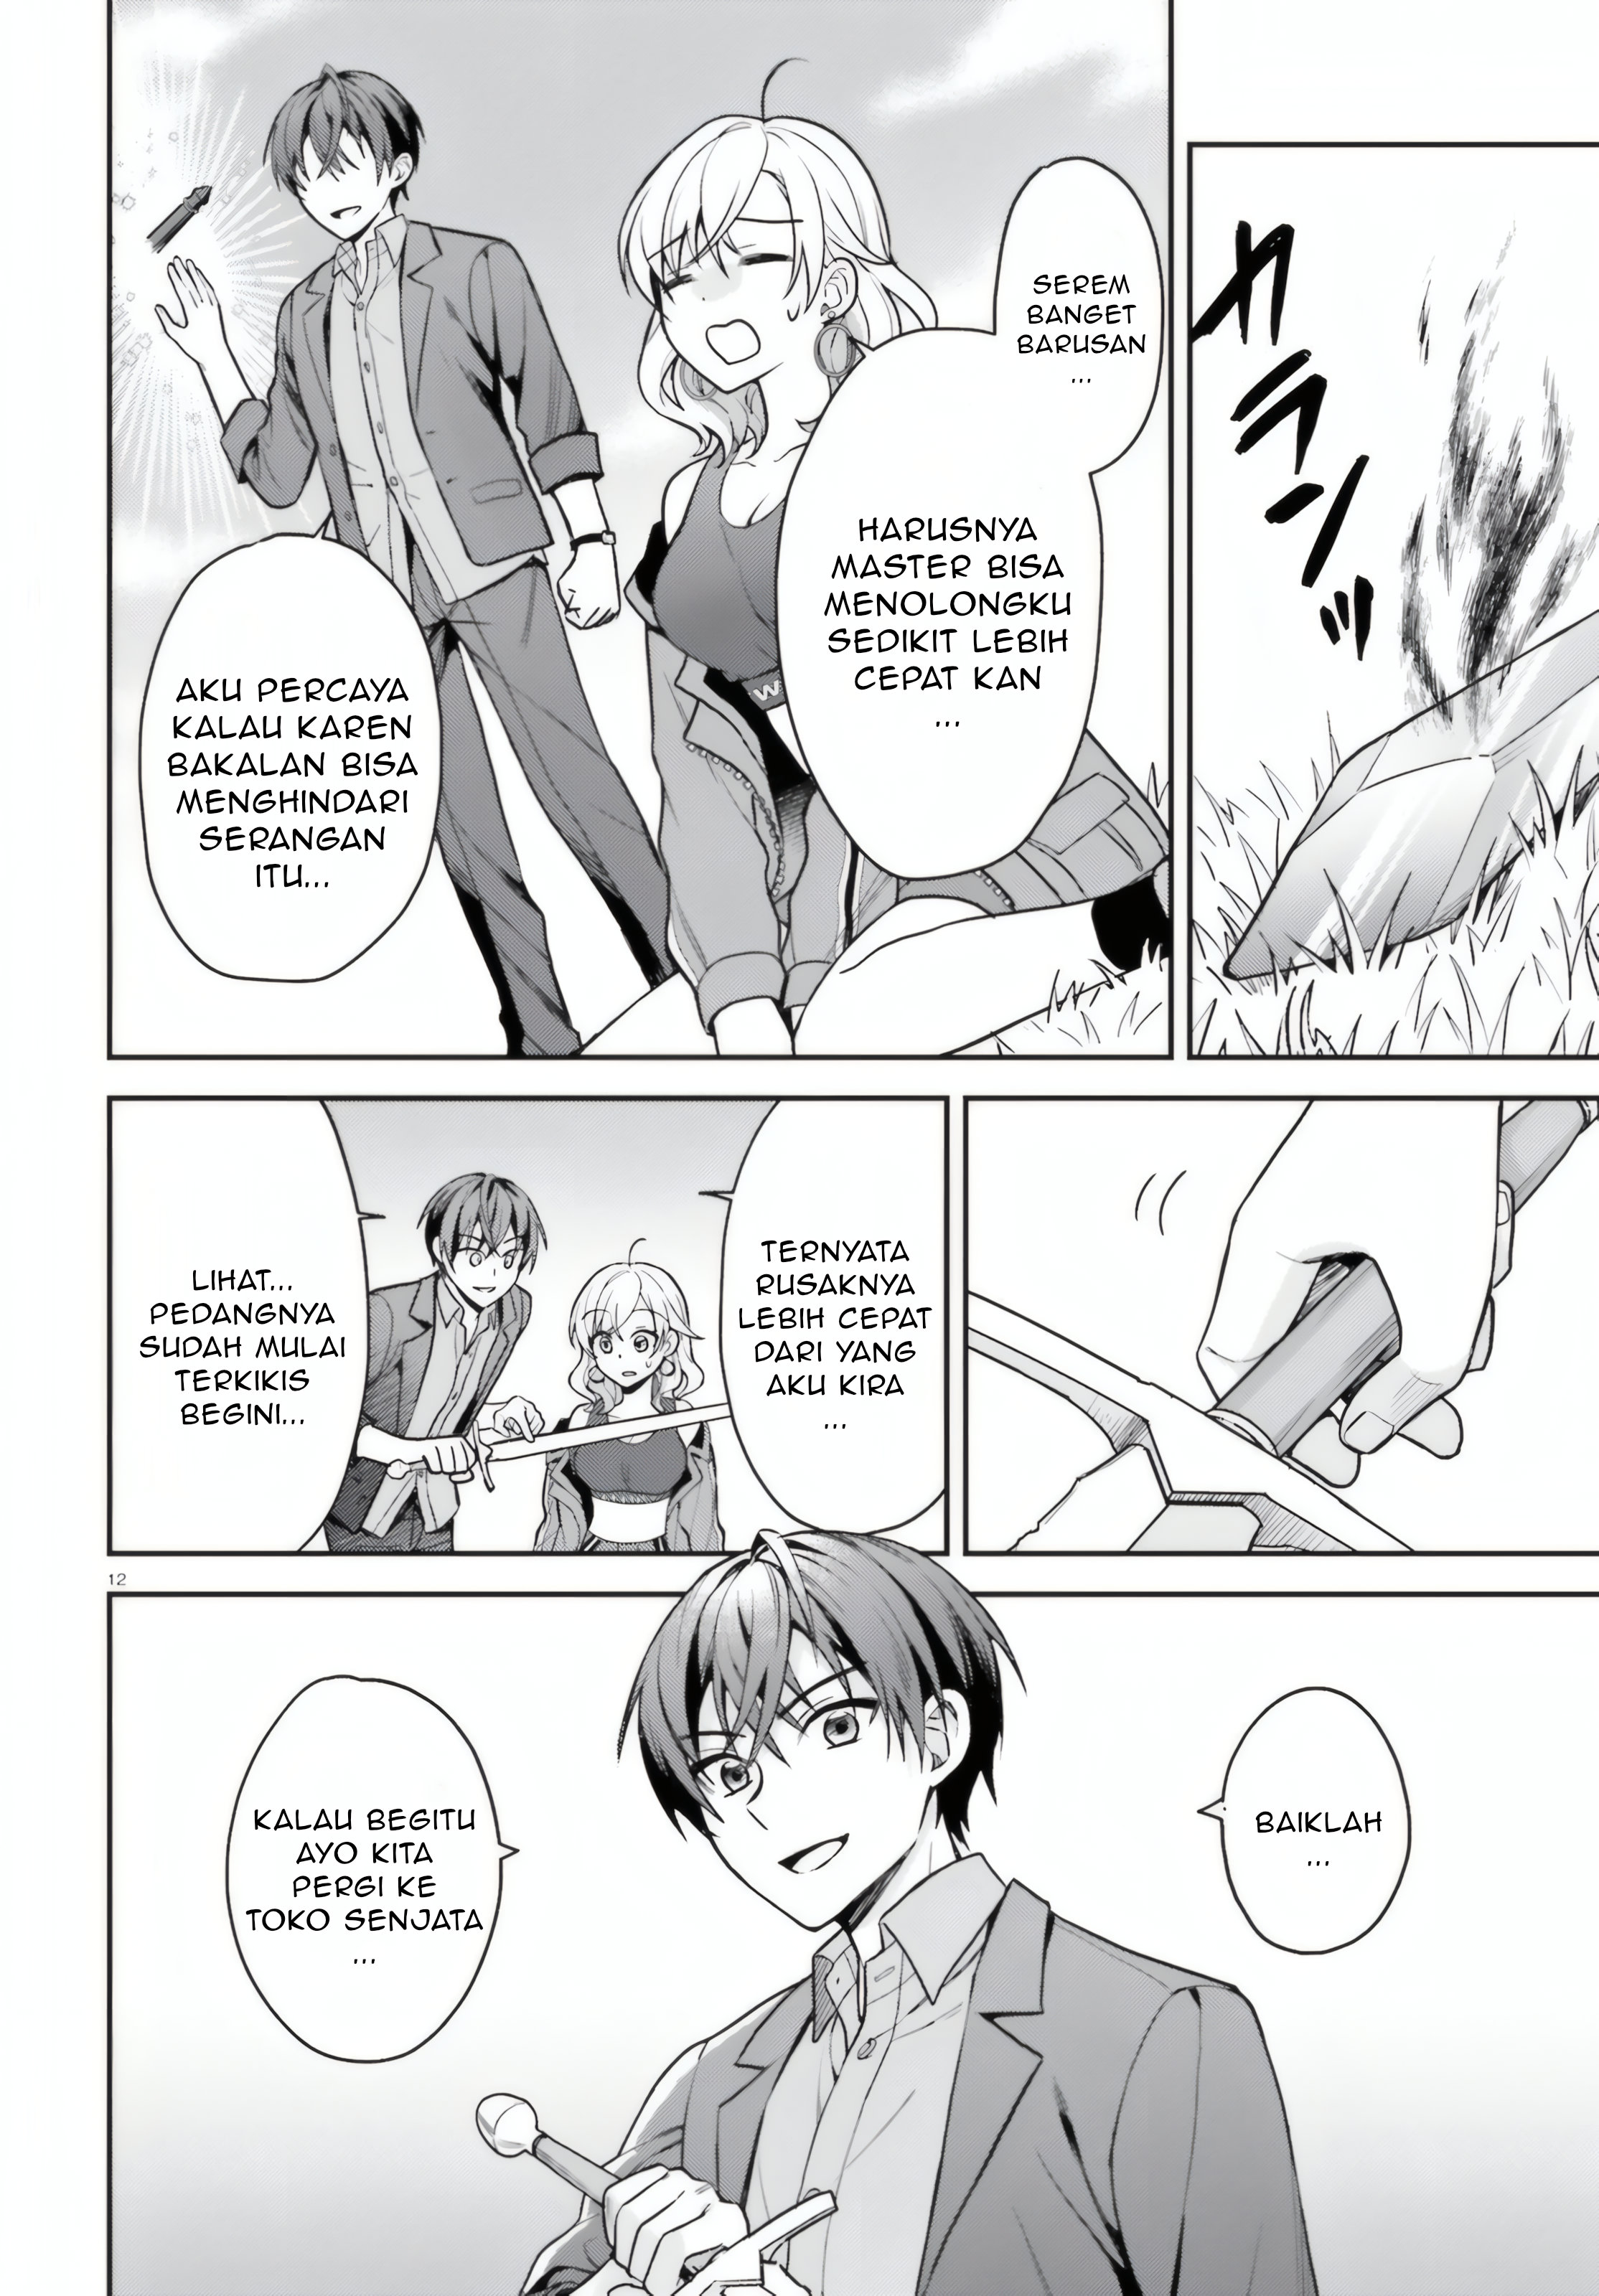 カラン
ッ
SEREM
BANGET
BARUSAN
...
HARUSNYA
MASTER BISA
MENOLONGKU
SEDIKIT LEBIH
CEPAT KAN
...
AKU PERCAYA
KALAU KAREN
BAKALAN BISA
MENGHINDARI
SERANGAN
ITU...
TERNYATA
RUSAKNYA
LEBIH CEPAT
DARI YANG
AKU KIRA
...
LIHAT...
PEDANGNYA
SUDAH MULAI
TERKIKIS
BEGINI...
12
BAIKLAH
...
KALAU BEGITU
AYO KITA
PERGI KE
TOKO SENJATA
...